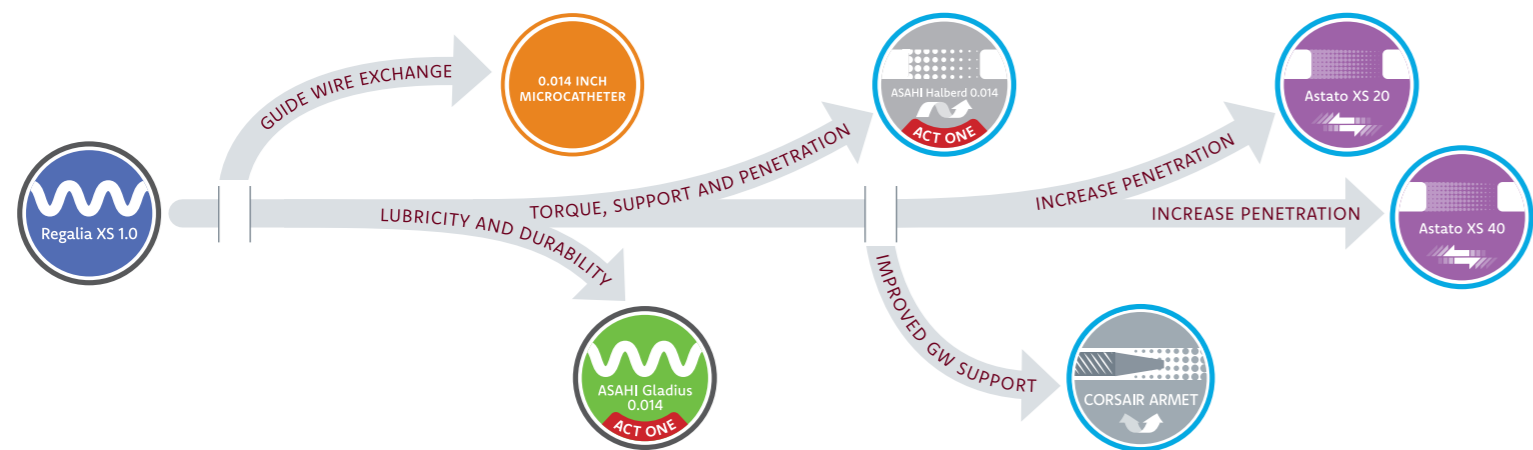 GUIDE WIRE EXCHANGE
0.014 INCH
MICROCATHETER
ASAHI Halberd 0.014
ACT ONE
Astato XS 20
Regalia XS 1.0
LUBRICITY AND DURABILITY
TORQUE, SUPPORT AND PENETRATION
INCREASE PENETRATION
INCREASE PENETRATION
Astato XS 40
ASAHI Gladius
0.014
ACT ONE
IMPROVED GW SUPPORT
CORSAIR ARMET